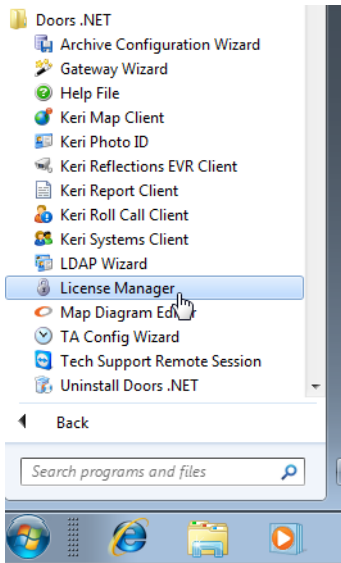 Doors .NET
Archive Configuration Wizard
Gateway Wizard
Help File
Keri Map Client
Keri Photo ID
Keri Reflections EVR Client
Keri Report Client
Keri Roll Call Client
Keri Systems Client
LDAP Wizard
License Manager
Map Diagram Editor
TA Config Wizard
Tech Support Remote Session
Uninstall Doors .NET
Back
Search programs and files